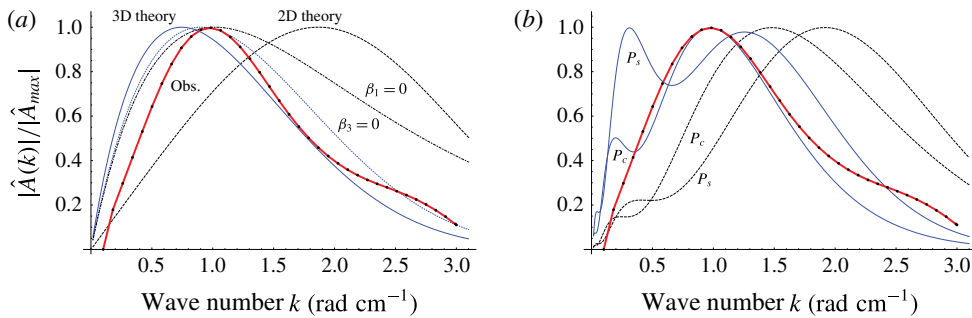 (a)
3D theory
2D theory
Obs.
β₁ = 0
β₃ = 0
|Â(k)|/|Âₘₐₓ|
1.0
0.8
0.6
0.4
0.2
0.5
1.0
1.5
2.0
2.5
3.0
Wave number k (rad cm⁻¹)
(b)
Pₛ
P꜀
P꜀
Pₛ
1.0
0.8
0.6
0.4
0.2
0.5
1.0
1.5
2.0
2.5
3.0
Wave number k (rad cm⁻¹)